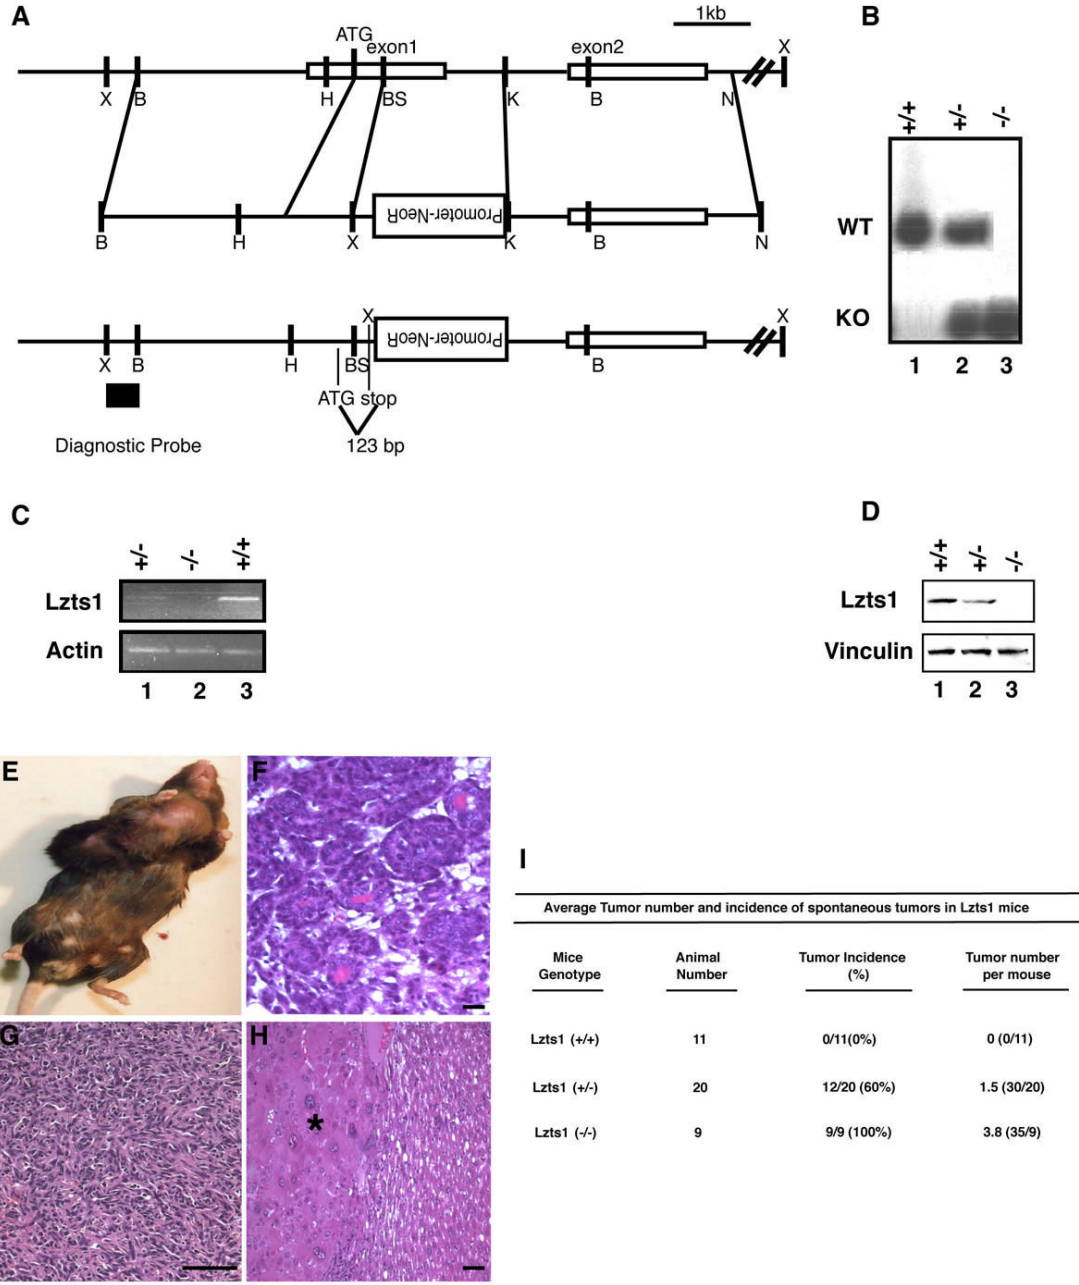 A
1kb
ATG
exon1
exon2
X
X
B
H
BS
K
B
N
Promoter-NeoR
B
H
X
K
B
N
X
X
Promoter-NeoR
X
B
H
BS
B
ATG stop
Diagnostic Probe
123 bp
B
+/+
+/-
-/-
WT
KO
1
2
3
C
+/-
-/-
+/+
Lzts1
Actin
1
2
3
D
+/+
+/-
-/-
Lzts1
Vinculin
1
2
3
E
F
G
H
*
I
Average Tumor number and incidence of spontaneous tumors in Lzts1 mice
Mice Animal Tumor Incidence Tumor number
Genotype Number (%) per mouse
Lzts1 (+/+) 11 0/11(0%) 0 (0/11)
Lzts1 (+/-) 20 12/20 (60%) 1.5 (30/20)
Lzts1 (-/-) 9 9/9 (100%) 3.8 (35/9)